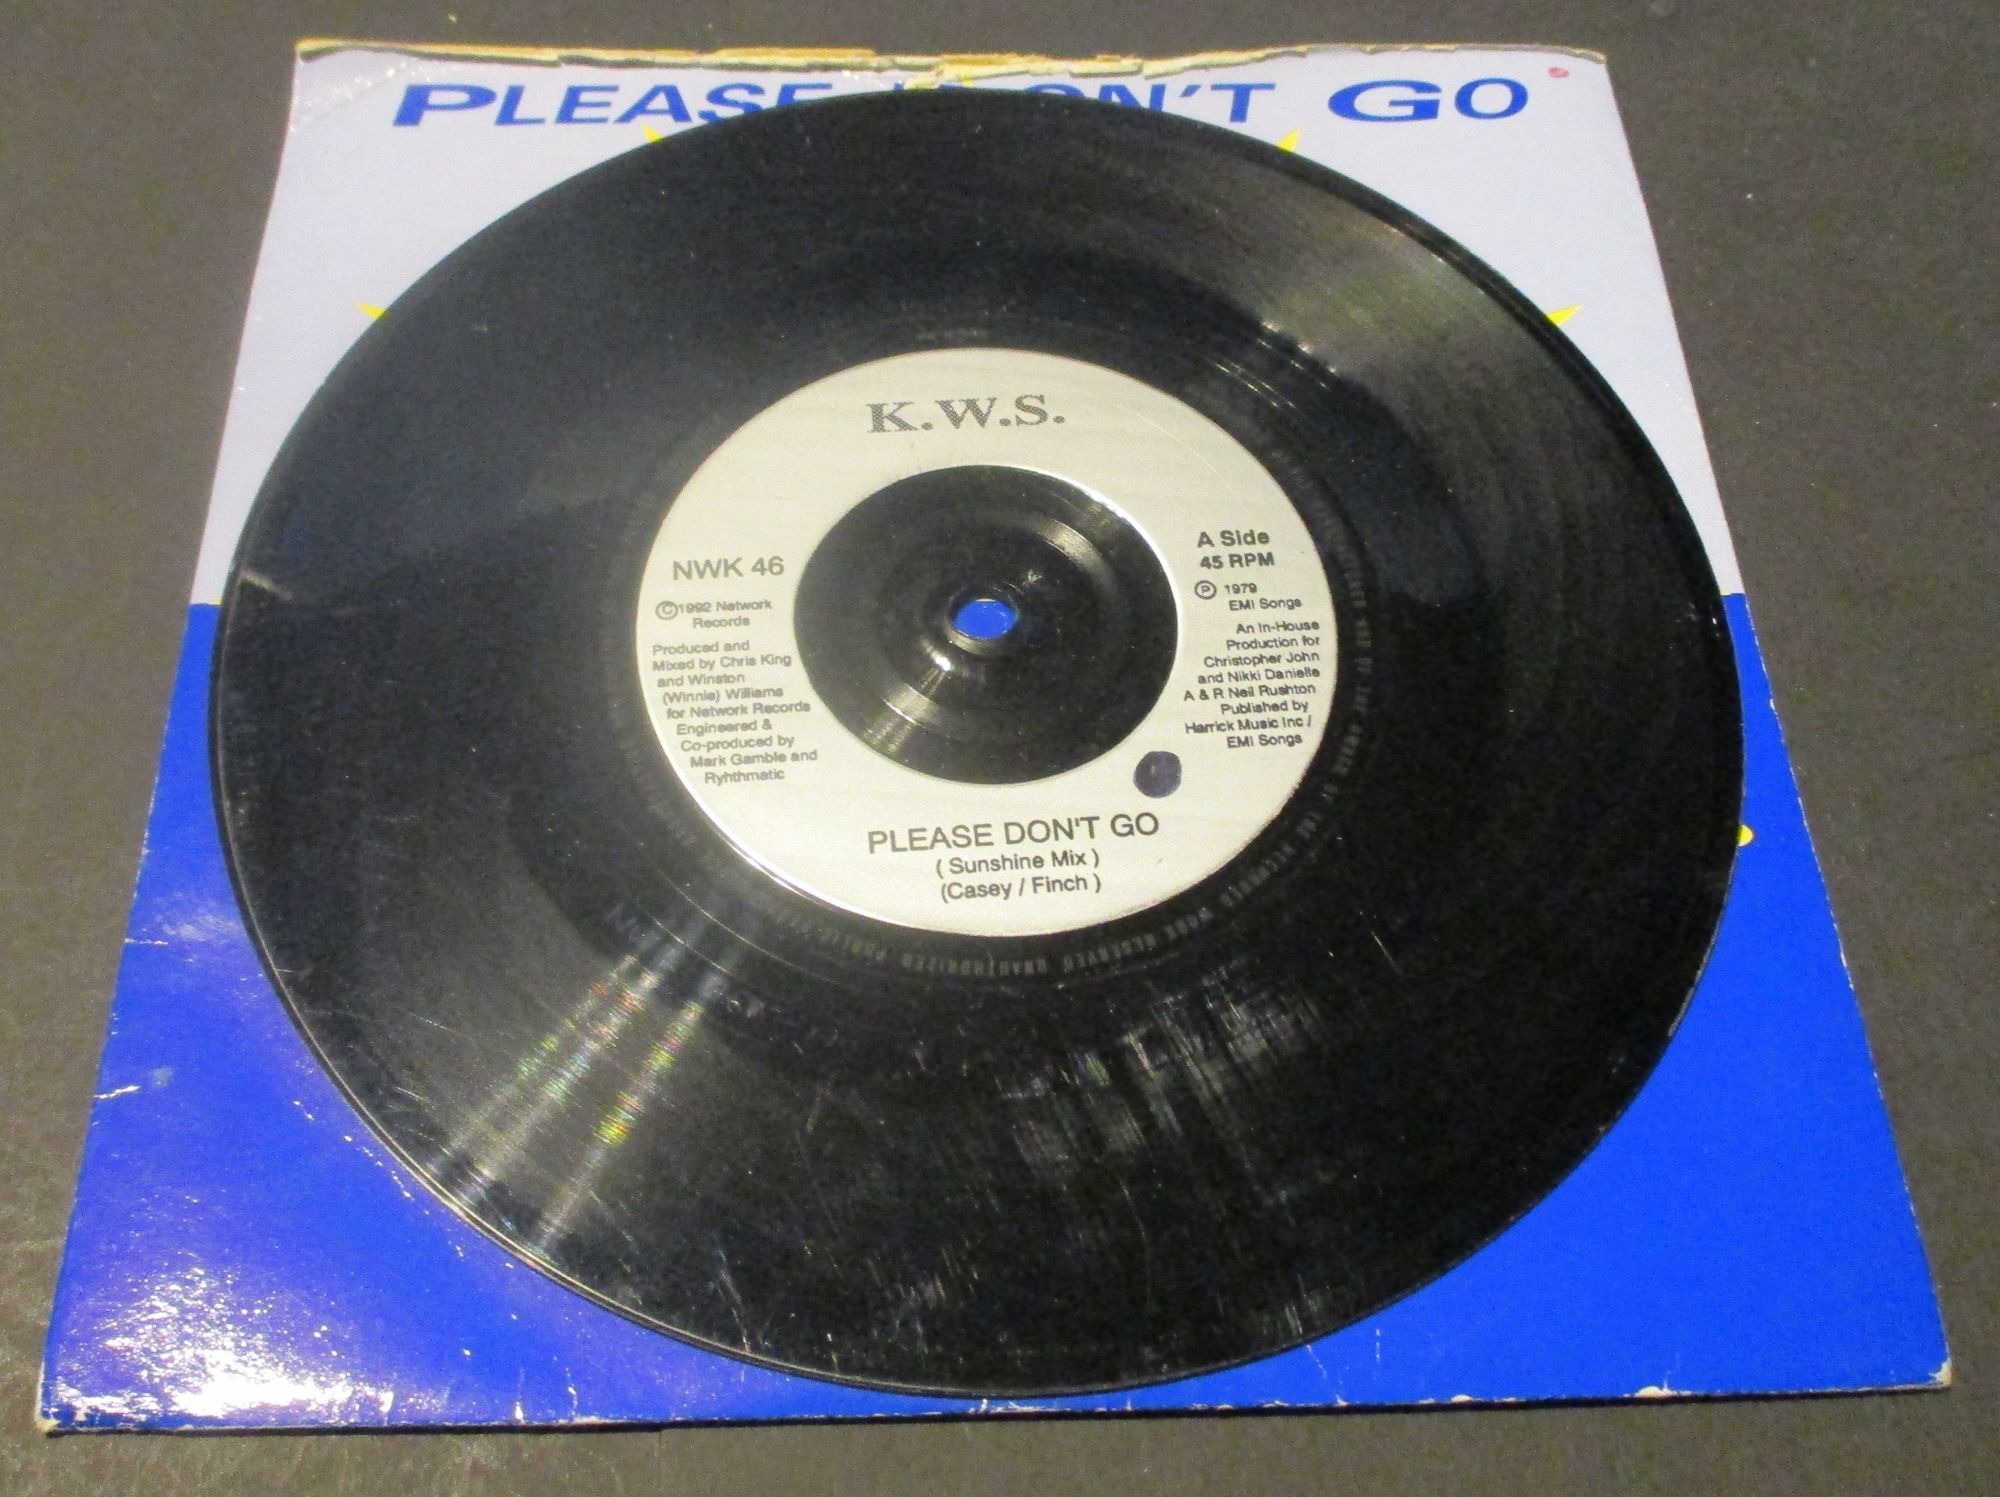 PLEASE DON'T GO
K.W.S.
NWK 46
©1992 Network
Records
Produced and
Mixed by Chris King
and Winston
(Winnie) Williams
for Network Records
Engineered &
Co-produced by
Mark Gamble and
Ryhthmatic
A Side
45 RPM
℗ 1979
EMI Songs
An In-House
Production for
Christopher John
and Nikki Danielle
A & R Neil Rushton
Published by
Harrick Music Inc /
EMI Songs
PLEASE DON'T GO
( Sunshine Mix )
(Casey / Finch )